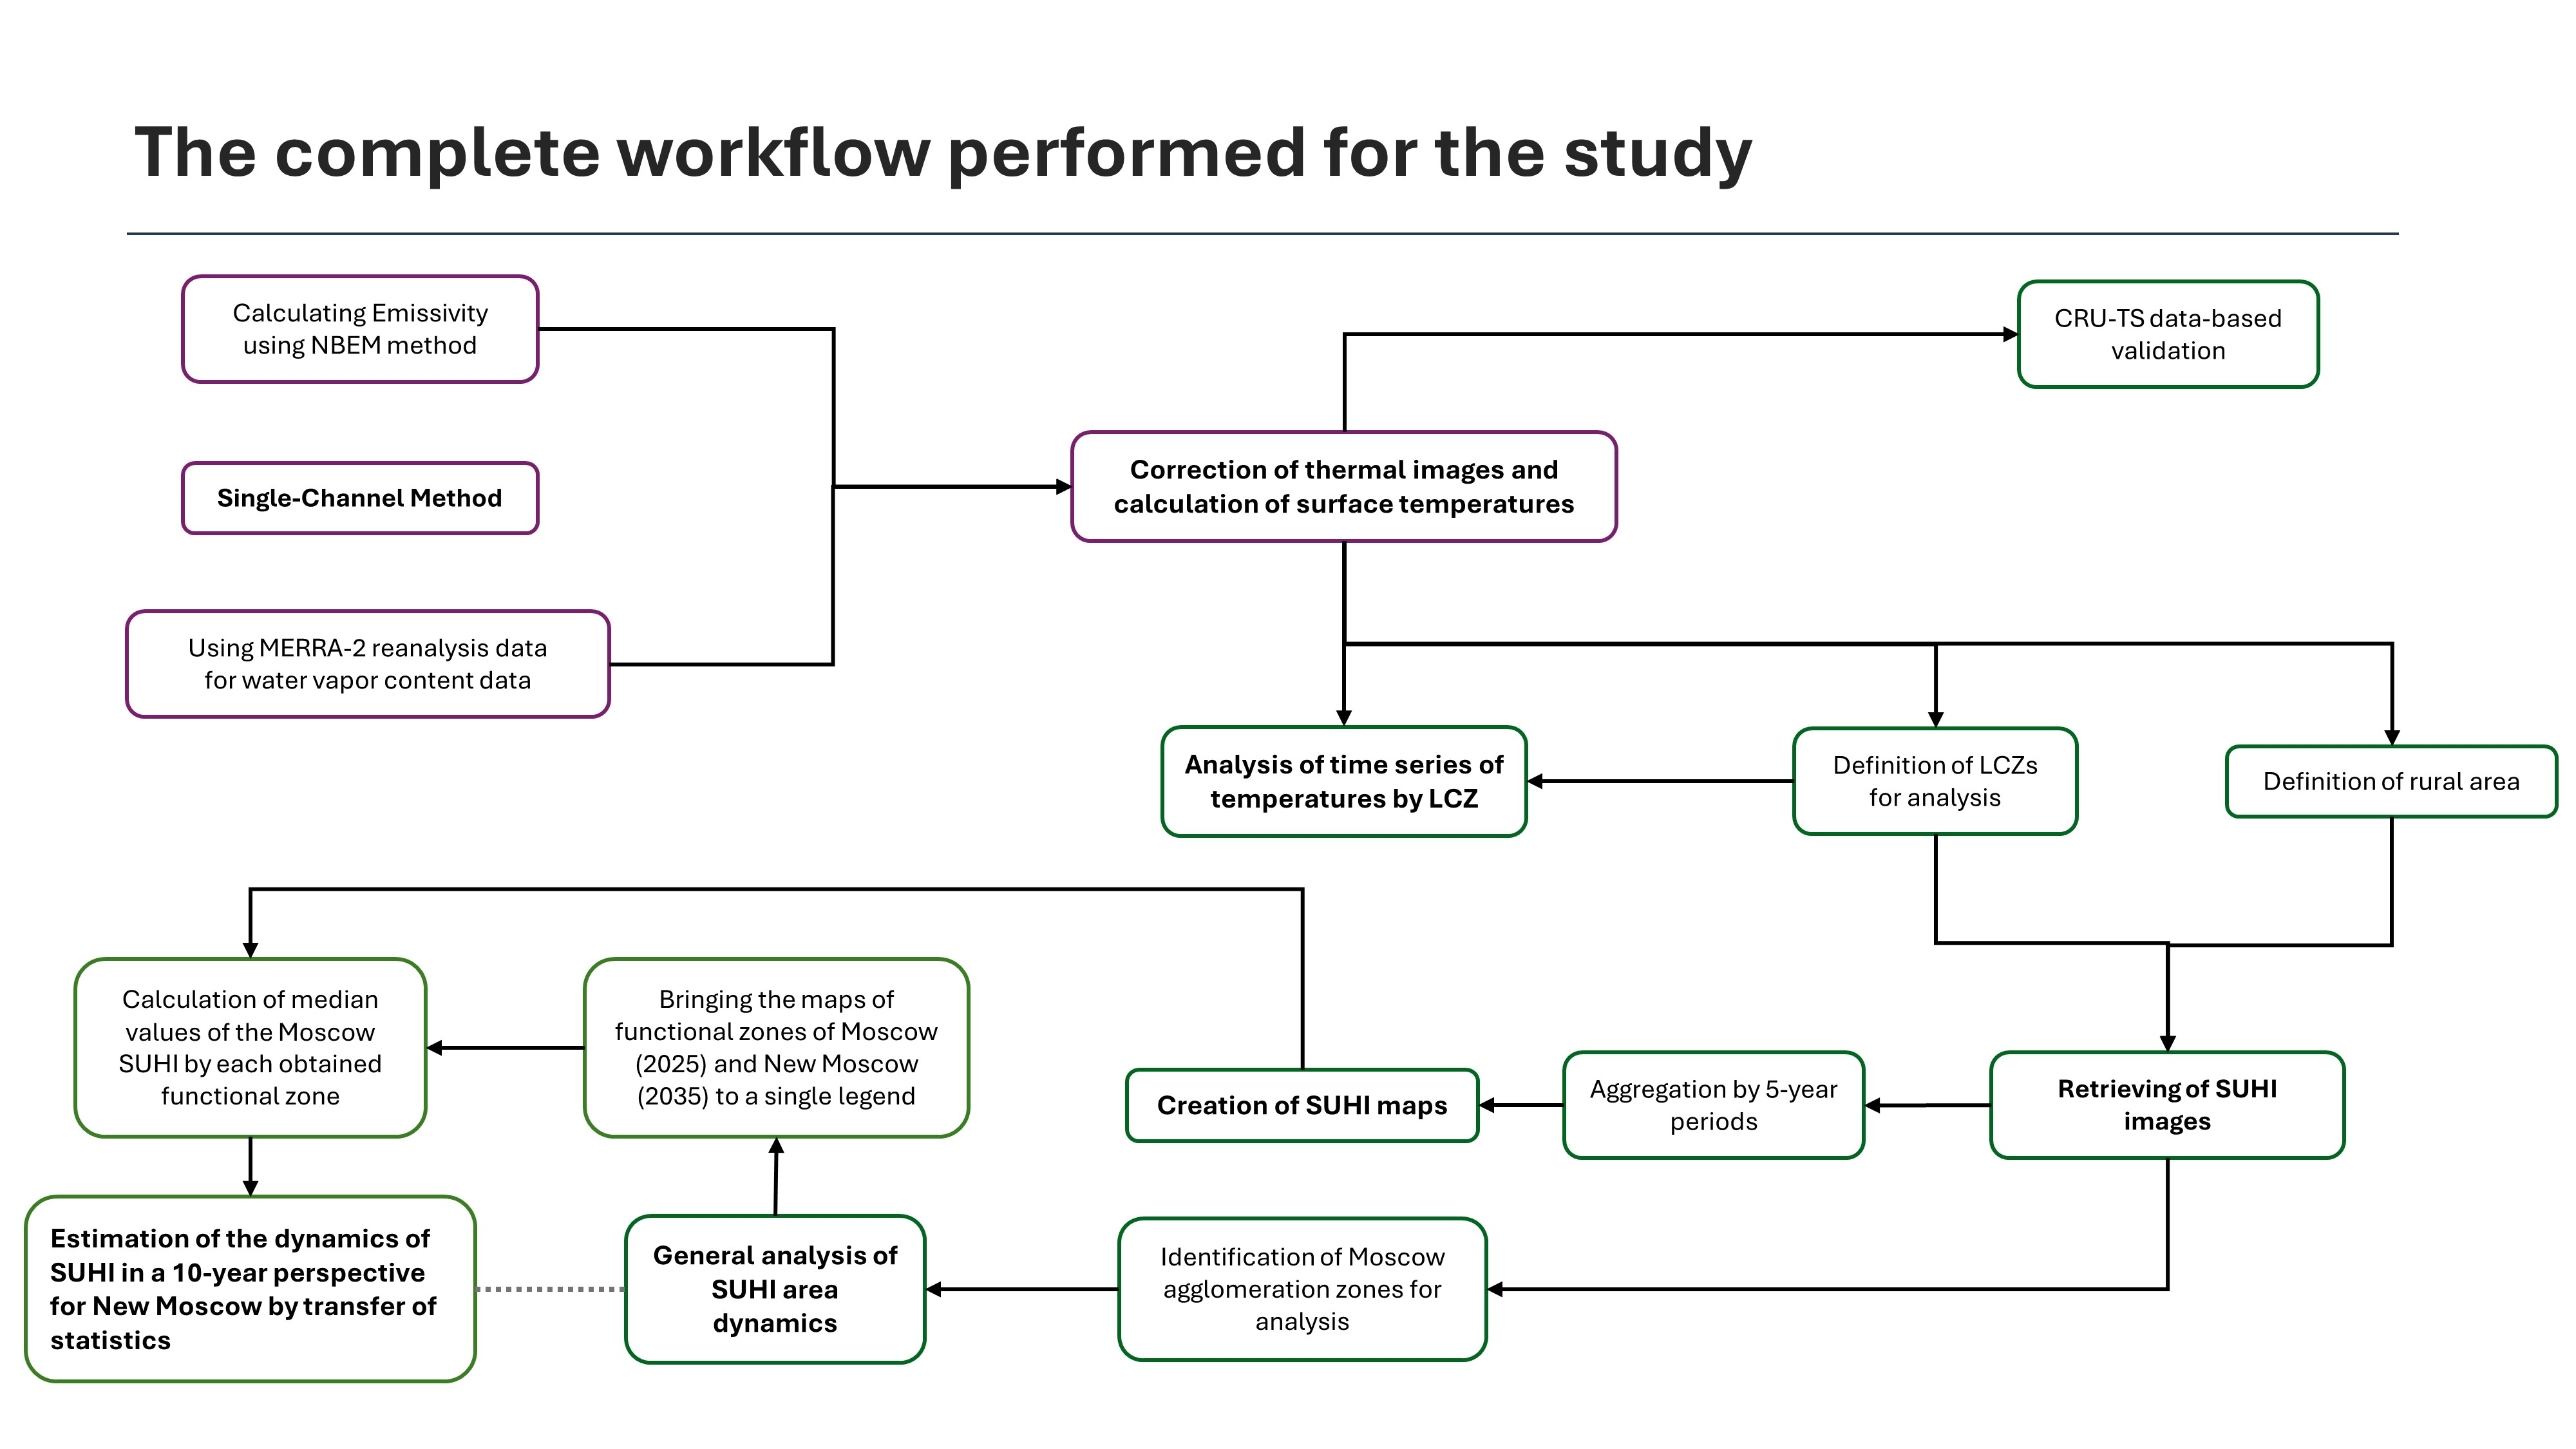 The complete workflow performed for the study
Calculating Emissivity
using NBEM method
CRU-TS data-based
validation
Single-Channel Method
Correction of thermal images and
calculation of surface temperatures
Using MERRA-2 reanalysis data
for water vapor content data
Analysis of time series of
temperatures by LCZ
Definition of LCZs
for analysis
Definition of rural area
Calculation of median
values of the Moscow
SUHI by each obtained
functional zone
Bringing the maps of
functional zones of Moscow
(2025) and New Moscow
(2035) to a single legend
Creation of SUHI maps
Aggregation by 5-year
periods
Retrieving of SUHI
images
Estimation of the dynamics of
SUHI in a 10-year perspective
for New Moscow by transfer of
statistics
General analysis of
SUHI area
dynamics
Identification of Moscow
agglomeration zones for
analysis